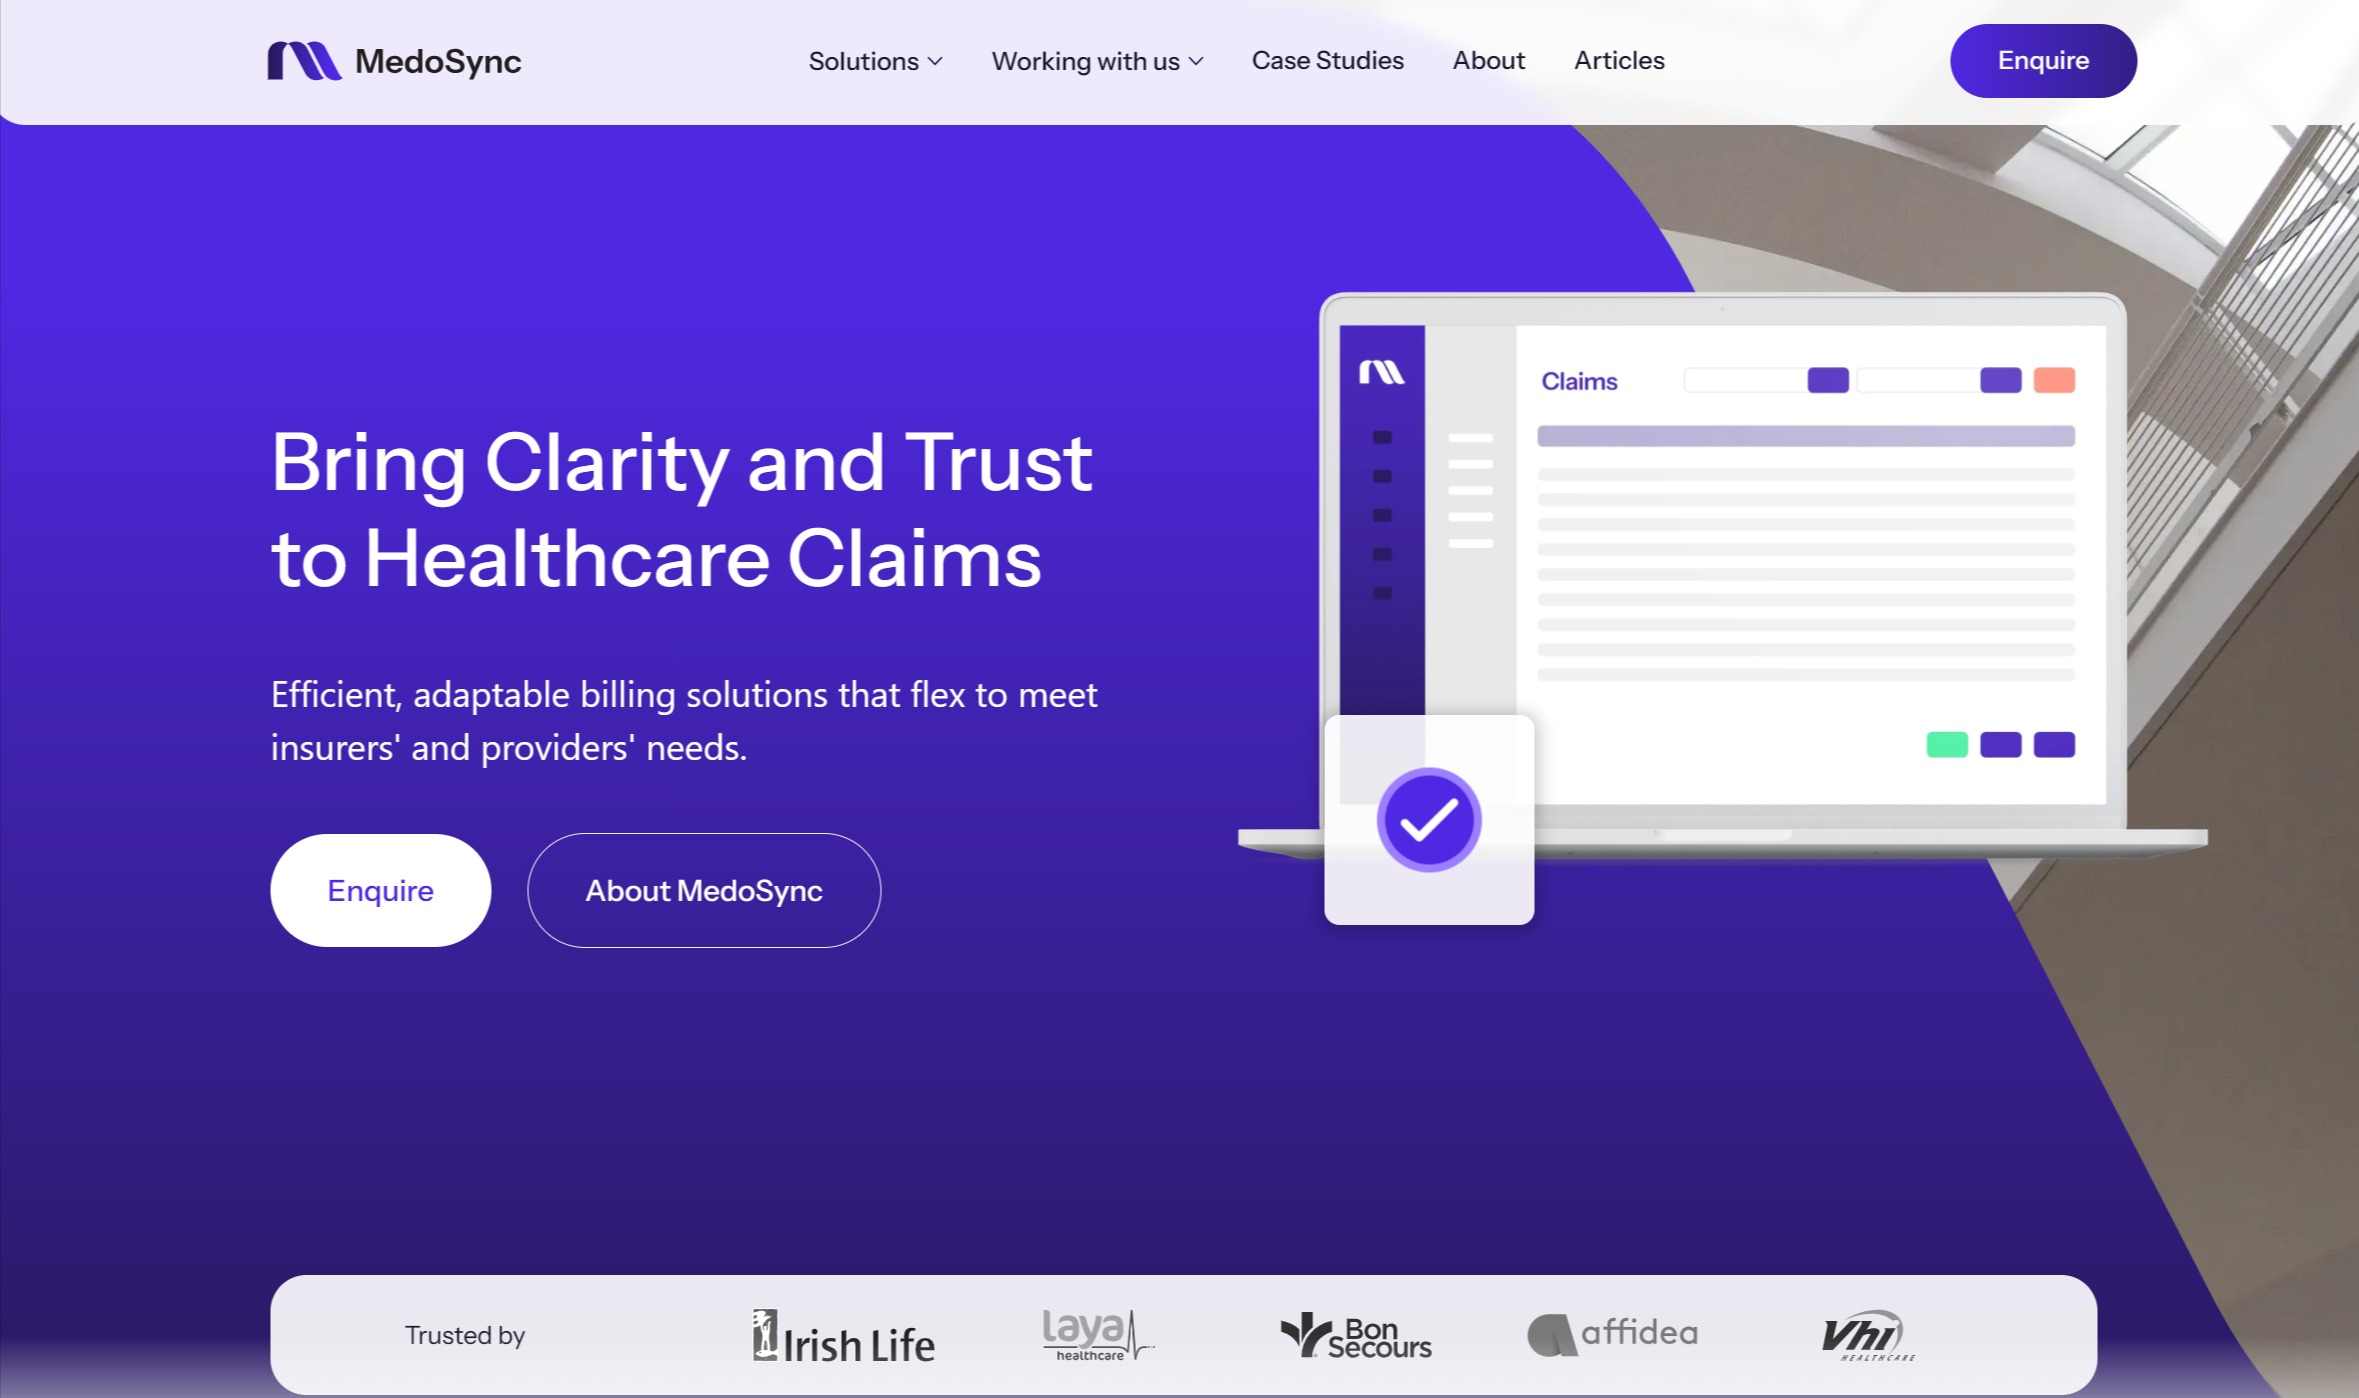 MedoSync
Solutions
Working with us
Case Studies
About
Articles
Enquire
Bring Clarity and Trust
to Healthcare Claims
Efficient, adaptable billing solutions that flex to meet
insurers' and providers' needs.
Enquire
About MedoSync
Claims
Trusted by
Irish Life
laya
healthcare
Bon
Secours
affidea
Vhi
HEALTHCARE